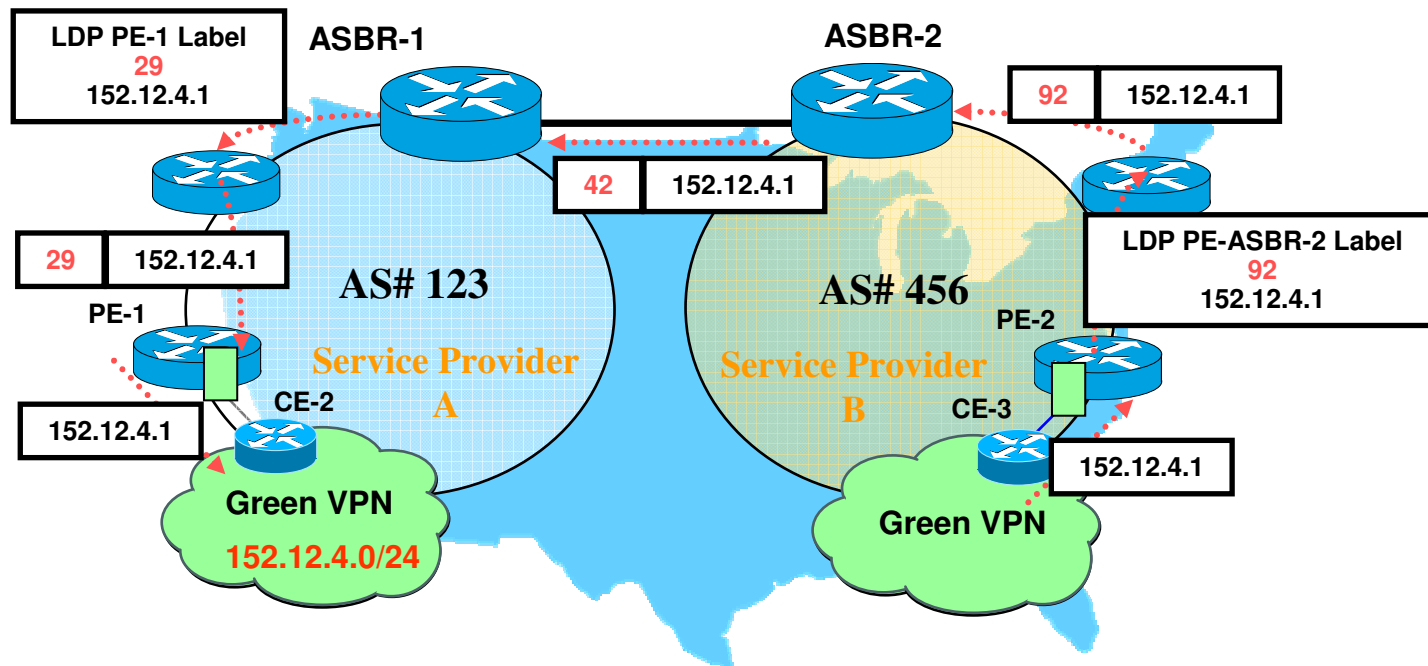 LDP PE-1 Label
29
152.12.4.1
ASBR-1
ASBR-2
92 152.12.4.1
42 152.12.4.1
29 152.12.4.1
LDP PE-ASBR-2 Label
92
152.12.4.1
AS# 123
AS# 456
PE-1
PE-2
Service Provider
A
Service Provider
B
CE-2
CE-3
152.12.4.1
152.12.4.1
Green VPN
152.12.4.0/24
Green VPN